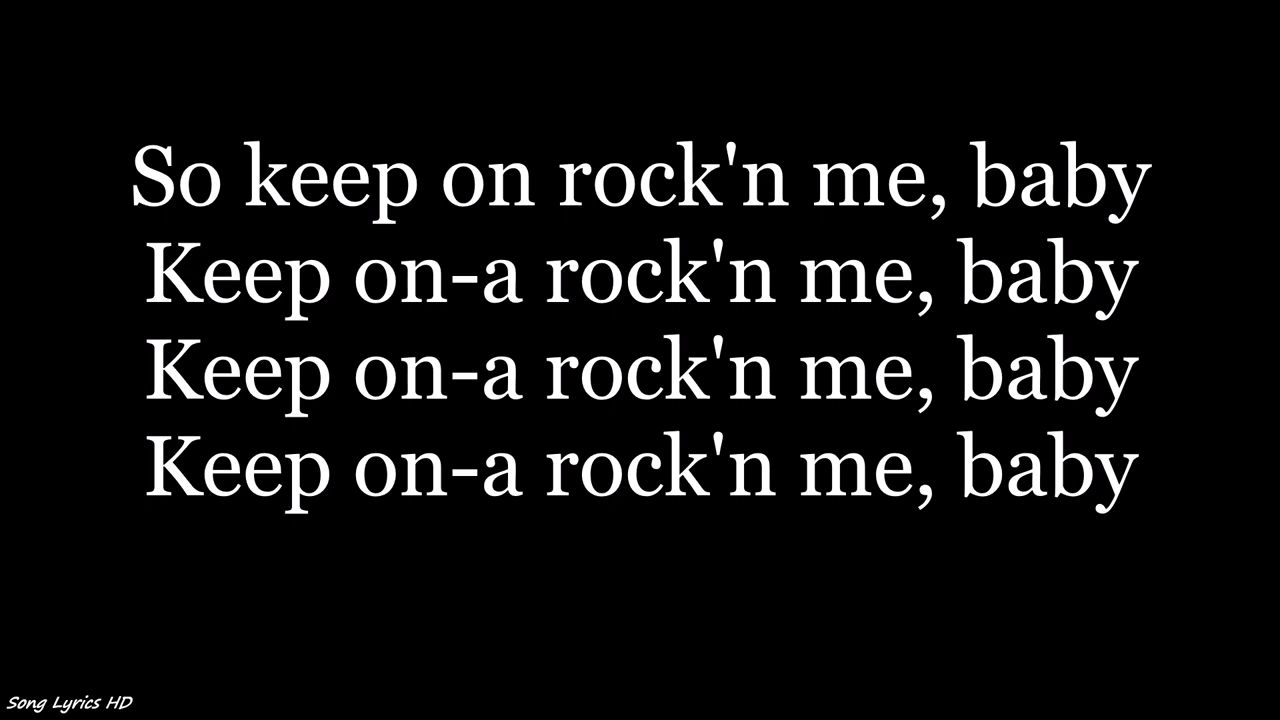 So keep on rock'n me, baby
Keep on-a rock'n me, baby
Keep on-a rock'n me, baby
Keep on-a rock'n me, baby
Song Lyrics HD